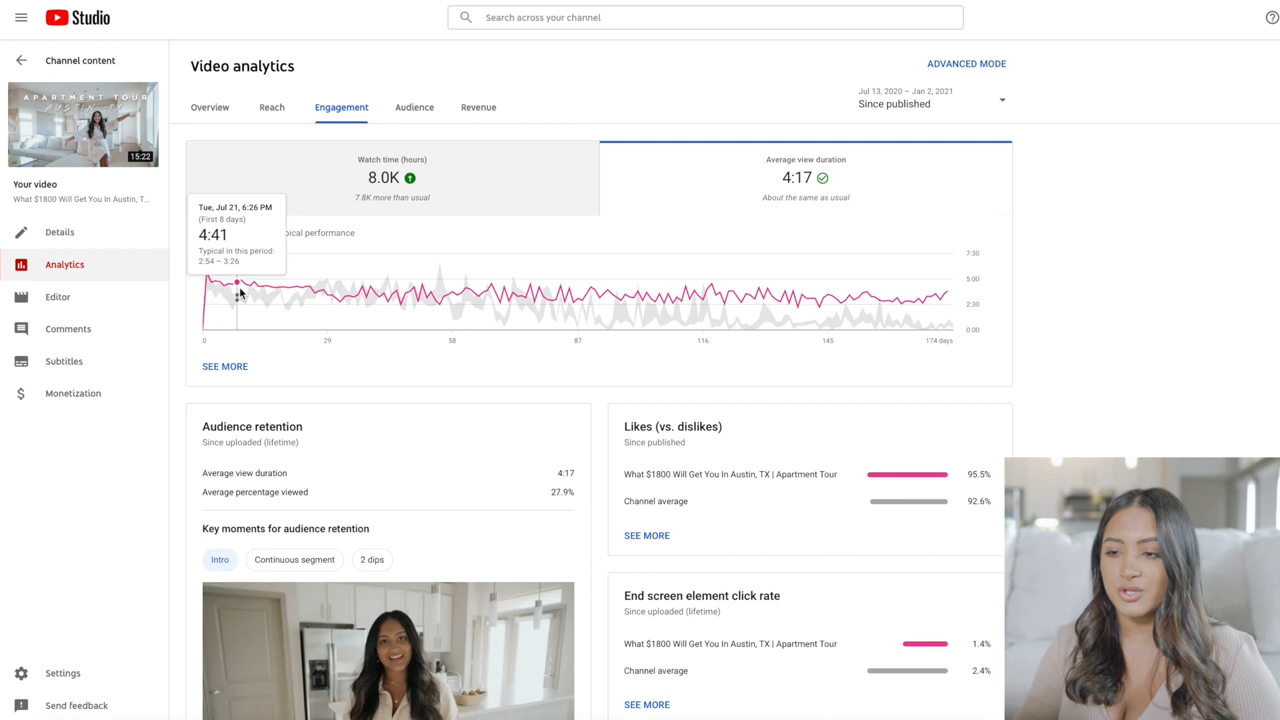 Studio
Search across your channel
Channel content
APARTMENT TOUR
AUSTIN, TX
15:22
Your video
What $1800 Will Get You In Austin, T...
Details
Analytics
Editor
Comments
Subtitles
Monetization
Settings
Send feedback
Video analytics
ADVANCED MODE
Overview
Reach
Engagement
Audience
Revenue
Jul 13, 2020 – Jan 2, 2021
Since published
Watch time (hours)
8.0K
7.8K more than usual
Average view duration
4:17
About the same as usual
Tue, Jul 21, 6:26 PM
(First 8 days)
4:41
Typical in this period:
2:54 – 3:26
pical performance
7:30
5:00
2:30
0:00
0
29
58
87
116
145
174 days
SEE MORE
Audience retention
Since uploaded (lifetime)
Average view duration
4:17
Average percentage viewed
27.9%
Key moments for audience retention
Intro
Continuous segment
2 dips
Likes (vs. dislikes)
Since published
What $1800 Will Get You In Austin, TX | Apartment Tour
95.5%
Channel average
92.6%
SEE MORE
End screen element click rate
Since uploaded (lifetime)
What $1800 Will Get You In Austin, TX | Apartment Tour
1.4%
Channel average
2.4%
SEE MORE